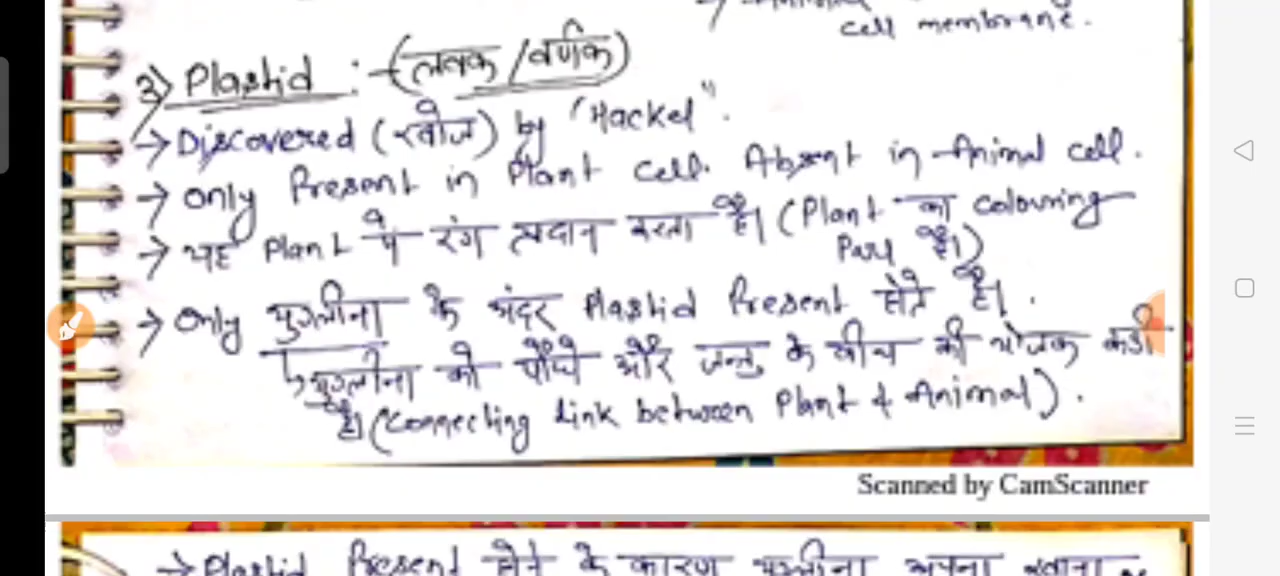 cell membrane.
3) Plastid :- (लवक / वर्णक)
→ Discovered (खोज) by "Hackel".
→ Only Present in Plant cell. Absent in Animal cell.
→ यह Plant को रंग प्रदान करता है। (Plant का colouring
Part है।)
→ Only युग्लीना के अंदर Plastid Present होते है।
↳ युग्लीना को पौधे और जन्तु के बीच की योजक कडी
है। (Connecting link between Plant & Animal).
Scanned by CamScanner
→ Plastid Present होने के कारण युग्लीना अपना खाना